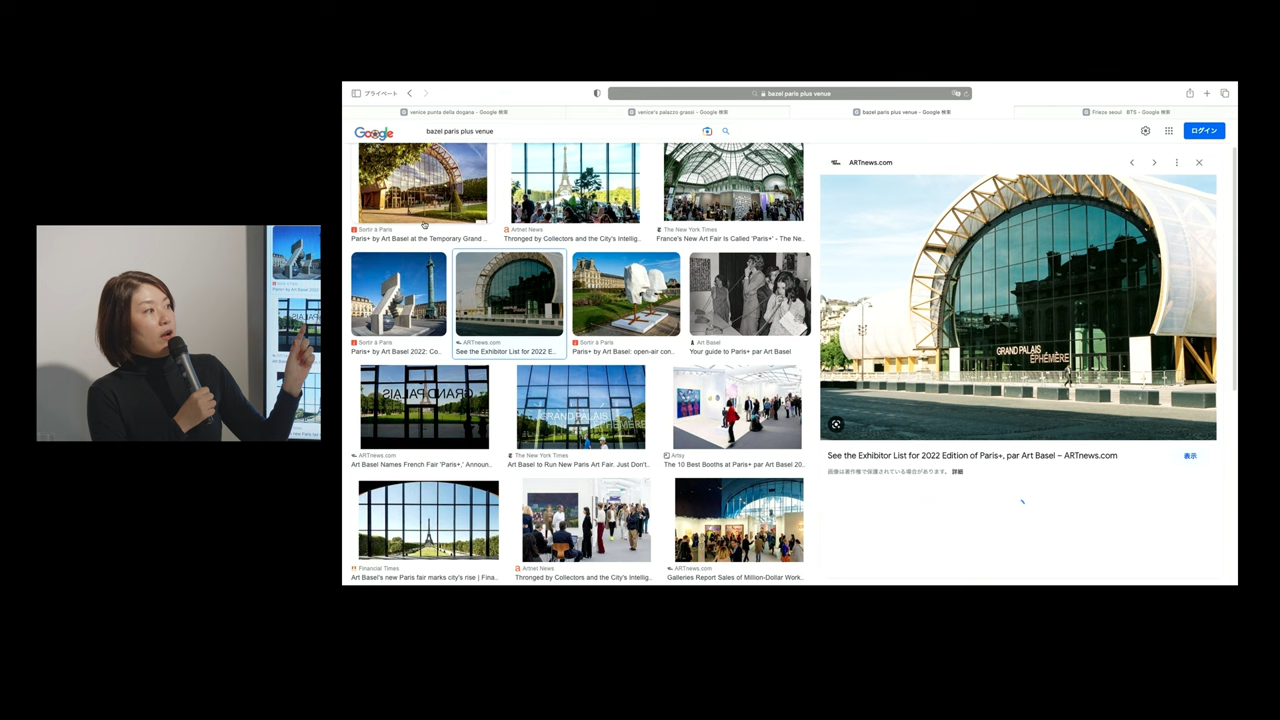 プライベート
bazel paris plus venue
venice punta della dogana - Google 検索
venice's palazzo grassi - Google 検索
bazel paris plus venue - Google 検索
Frieze seoul BTS - Google 検索
Google
bazel paris plus venue
ログイン
Sortir à Paris
Paris+ by Art Basel at the Temporary Grand ..
Artnet News
Thronged by Collectors and the City's Intellig..
The New York Times
France's New Art Fair Is Called 'Paris+' - The Ne..
Sortir à Paris
Paris+ by Art Basel 2022: Co..
ARTnews.com
See the Exhibitor List for 2022 E..
Sortir à Paris
Paris+ by Art Basel: open-air con..
Art Basel
Your guide to Paris+ par Art Basel
GRAND PALAIS
ARTnews.com
Art Basel Names French Fair 'Paris+,' Announ..
GRAND PALAIS
EPHÉMÈRE
The New York Times
Art Basel to Run New Paris Art Fair. Just Don't..
Artsy
The 10 Best Booths at Paris+ par Art Basel 20..
Financial Times
Art Basel's new Paris fair marks city's rise | Fina..
Artnet News
Thronged by Collectors and the City's Intellig..
ARTnews.com
Galleries Report Sales of Million-Dollar Work..
ARTnews.com
GRAND PALAIS
EPHÉMÈRE
See the Exhibitor List for 2022 Edition of Paris+, par Art Basel – ARTnews.com
表示
画像は著作権で保護されている場合があります。 詳細